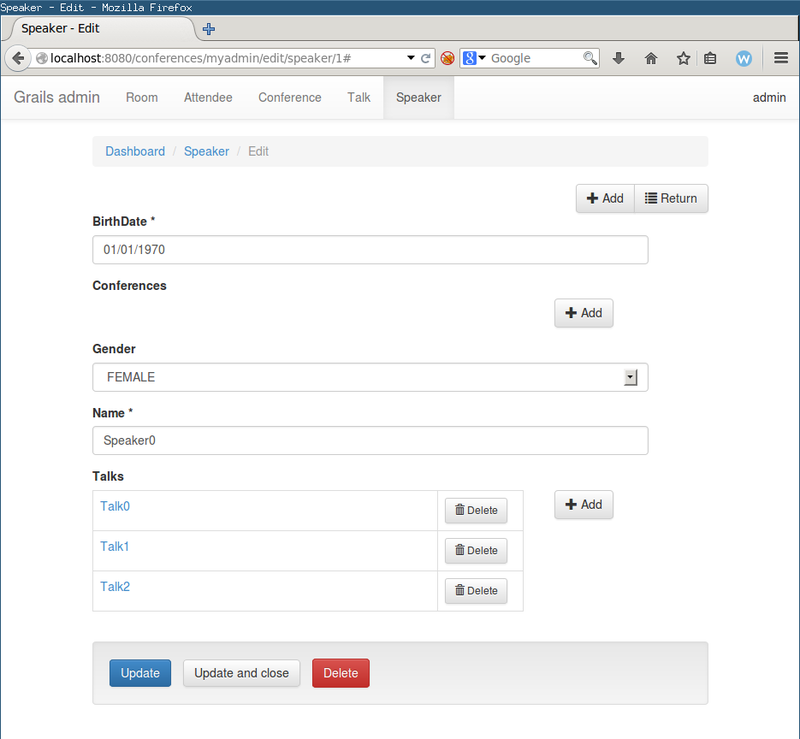 Speaker - Edit - Mozilla Firefox
Speaker - Edit
localhost:8080/conferences/myadmin/edit/speaker/1#
8 Google
W
Grails admin Room Attendee Conference Talk Speaker admin
Dashboard / Speaker / Edit
Add Return
BirthDate *
01/01/1970
Conferences
Add
Gender
FEMALE
Name *
Speaker0
Talks
Talk0 Delete Add
Talk1 Delete
Talk2 Delete
Update Update and close Delete